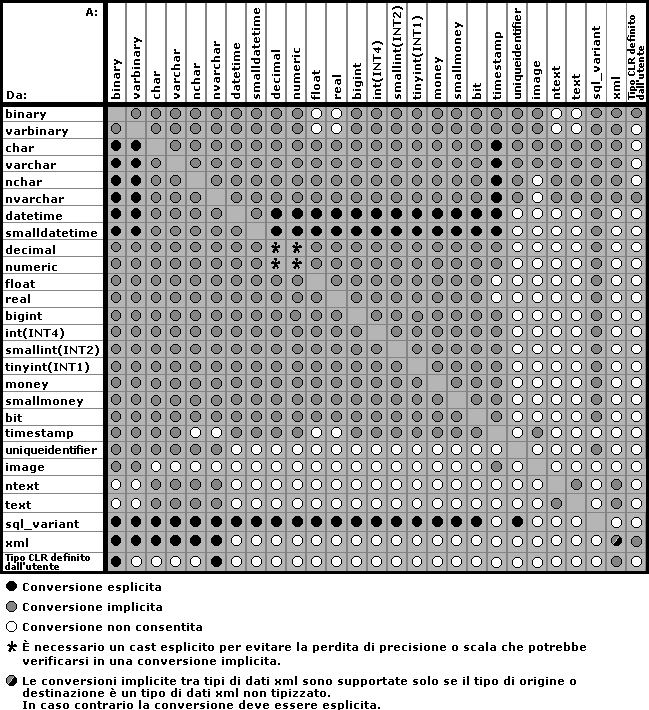 A:
Da:
binary
varbinary
char
varchar
nchar
nvarchar
datetime
smalldatetime
decimal
numeric
float
real
bigint
int(INT4)
smallint(INT2)
tinyint(INT1)
money
smallmoney
bit
timestamp
uniqueidentifier
image
ntext
text
sql_variant
xml
Tipo CLR definito
dall'utente
binary
varbinary
char
varchar
nchar
nvarchar
datetime
smalldatetime
decimal
numeric
float
real
bigint
int(INT4)
smallint(INT2)
tinyint(INT1)
money
smallmoney
bit
timestamp
uniqueidentifier
image
ntext
text
sql_variant
xml
Tipo CLR definito
dall'utente
Conversione esplicita
Conversione implicita
Conversione non consentita
* È necessario un cast esplicito per evitare la perdita di precisione o scala che potrebbe
verificarsi in una conversione implicita.
Le conversioni implicite tra tipi di dati xml sono supportate solo se il tipo di origine o
destinazione è un tipo di dati xml non tipizzato.
In caso contrario la conversione deve essere esplicita.